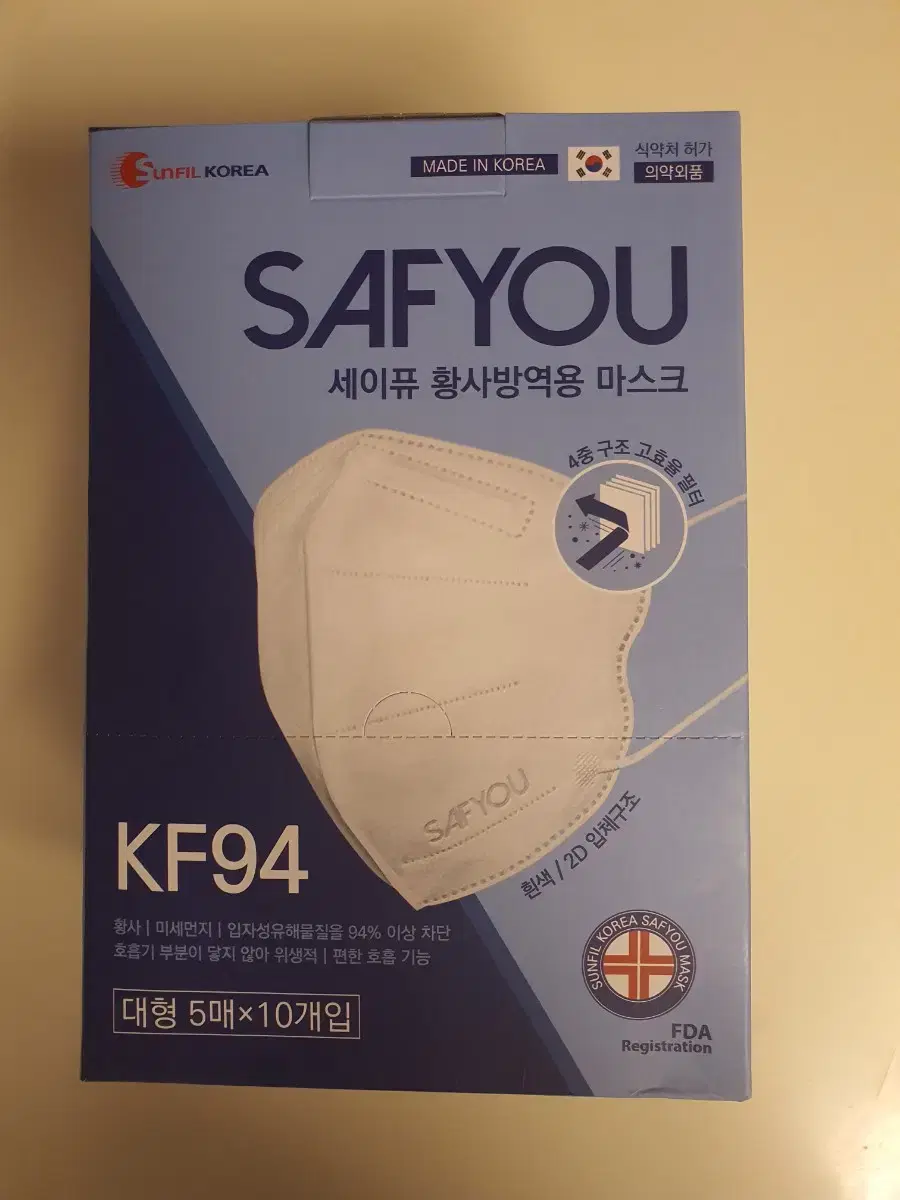 SUNFIL KOREA
MADE IN KOREA
식약처 허가
의약외품
SAFYOU
세이퓨 황사방역용 마스크
4중 구조 고효율 필터
SAFYOU
흰색 / 2D 입체구조
KF94
황사 | 미세먼지 | 입자성유해물질을 94% 이상 차단
호흡기 부분이 닿지 않아 위생적 | 편한 호흡 기능
대형 5매×10개입
SUNFIL KOREA SAFYOU MASK
FDA
Registration